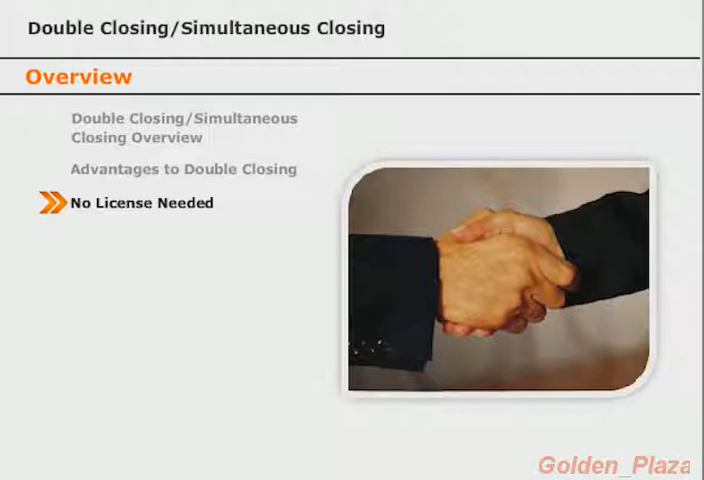 Double Closing/Simultaneous Closing
Overview
Double Closing/Simultaneous
Closing Overview
Advantages to Double Closing
No License Needed
Golden_Plaza